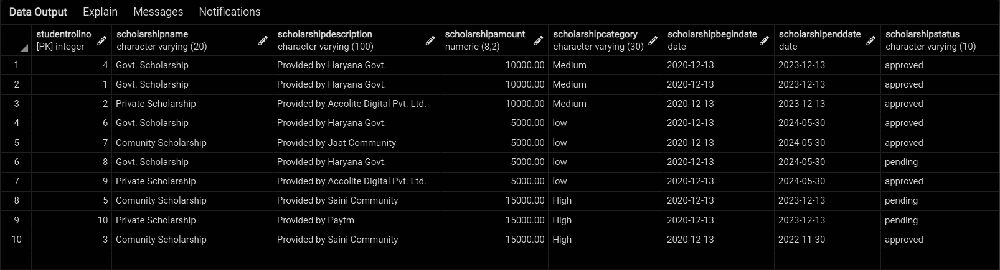 Data Output Explain Messages Notifications
studentrollno scholarshipname scholarshipdescription scholarshipamount scholarshipcategory scholarshipbegindate scholarshipenddate scholarshipstatus
[PK] integer character varying (20) character varying (100) numeric (8,2) character varying (30) date date character varying (10)
1 4 Govt. Scholarship Provided by Haryana Govt. 10000.00 Medium 2020-12-13 2023-12-13 approved
2 1 Govt. Scholarship Provided by Haryana Govt. 10000.00 Medium 2020-12-13 2023-12-13 approved
3 2 Private Scholarship Provided by Accolite Digital Pvt. Ltd. 10000.00 Medium 2020-12-13 2023-12-13 approved
4 6 Govt. Scholarship Provided by Haryana Govt. 5000.00 low 2020-12-13 2024-05-30 approved
5 7 Comunity Scholarship Provided by Jaat Community 5000.00 low 2020-12-13 2024-05-30 approved
6 8 Govt. Scholarship Provided by Haryana Govt. 5000.00 low 2020-12-13 2024-05-30 pending
7 9 Private Scholarship Provided by Accolite Digital Pvt. Ltd. 5000.00 low 2020-12-13 2024-05-30 approved
8 5 Comunity Scholarship Provided by Saini Community 15000.00 High 2020-12-13 2023-12-13 pending
9 10 Private Scholarship Provided by Paytm 15000.00 High 2020-12-13 2023-12-13 pending
10 3 Comunity Scholarship Provided by Saini Community 15000.00 High 2020-12-13 2022-11-30 approved